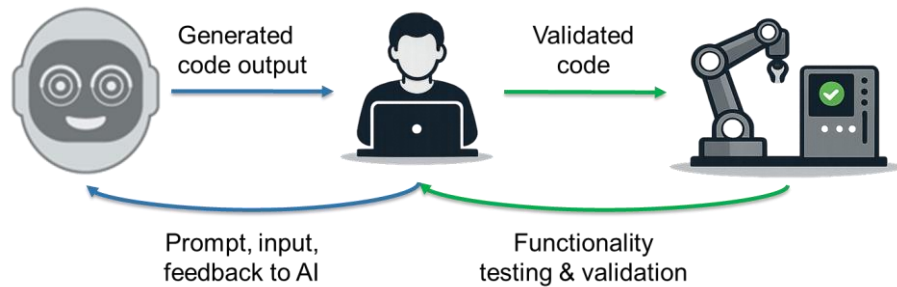 Generated
code output
Validated
code
Prompt, input,
feedback to AI
Functionality
testing & validation